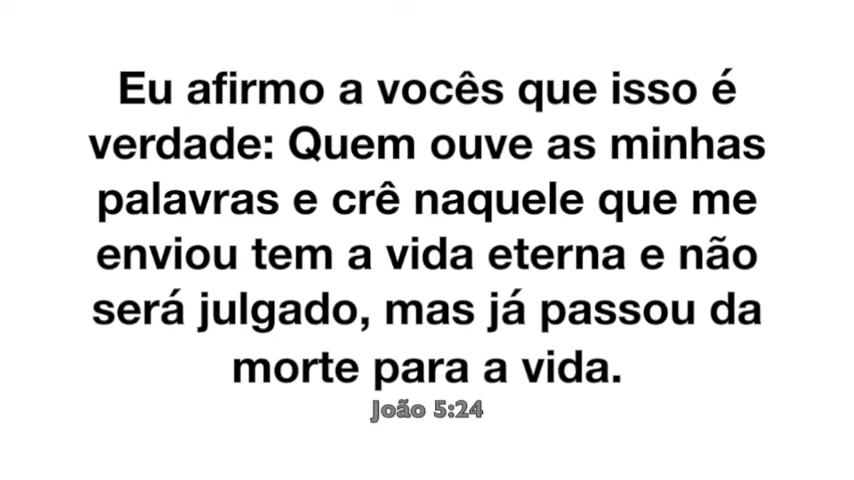 Eu afirmo a vocês que isso é
verdade: Quem ouve as minhas
palavras e crê naquele que me
enviou tem a vida eterna e não
será julgado, mas já passou da
morte para a vida.
João 5:24